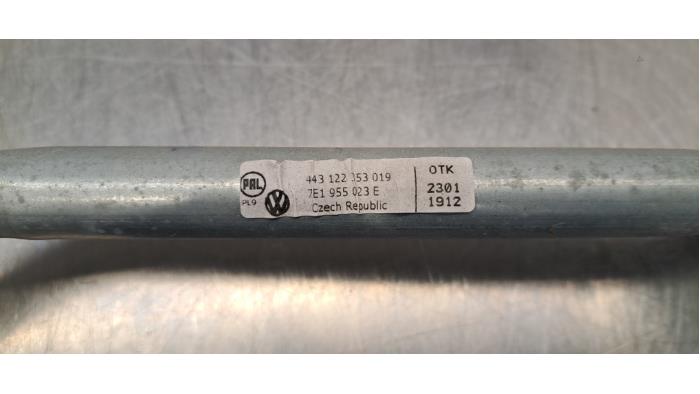 PAL
PL9
443 122 353 019
7E1 955 023 E
Czech Republic
OTK
2301
1912